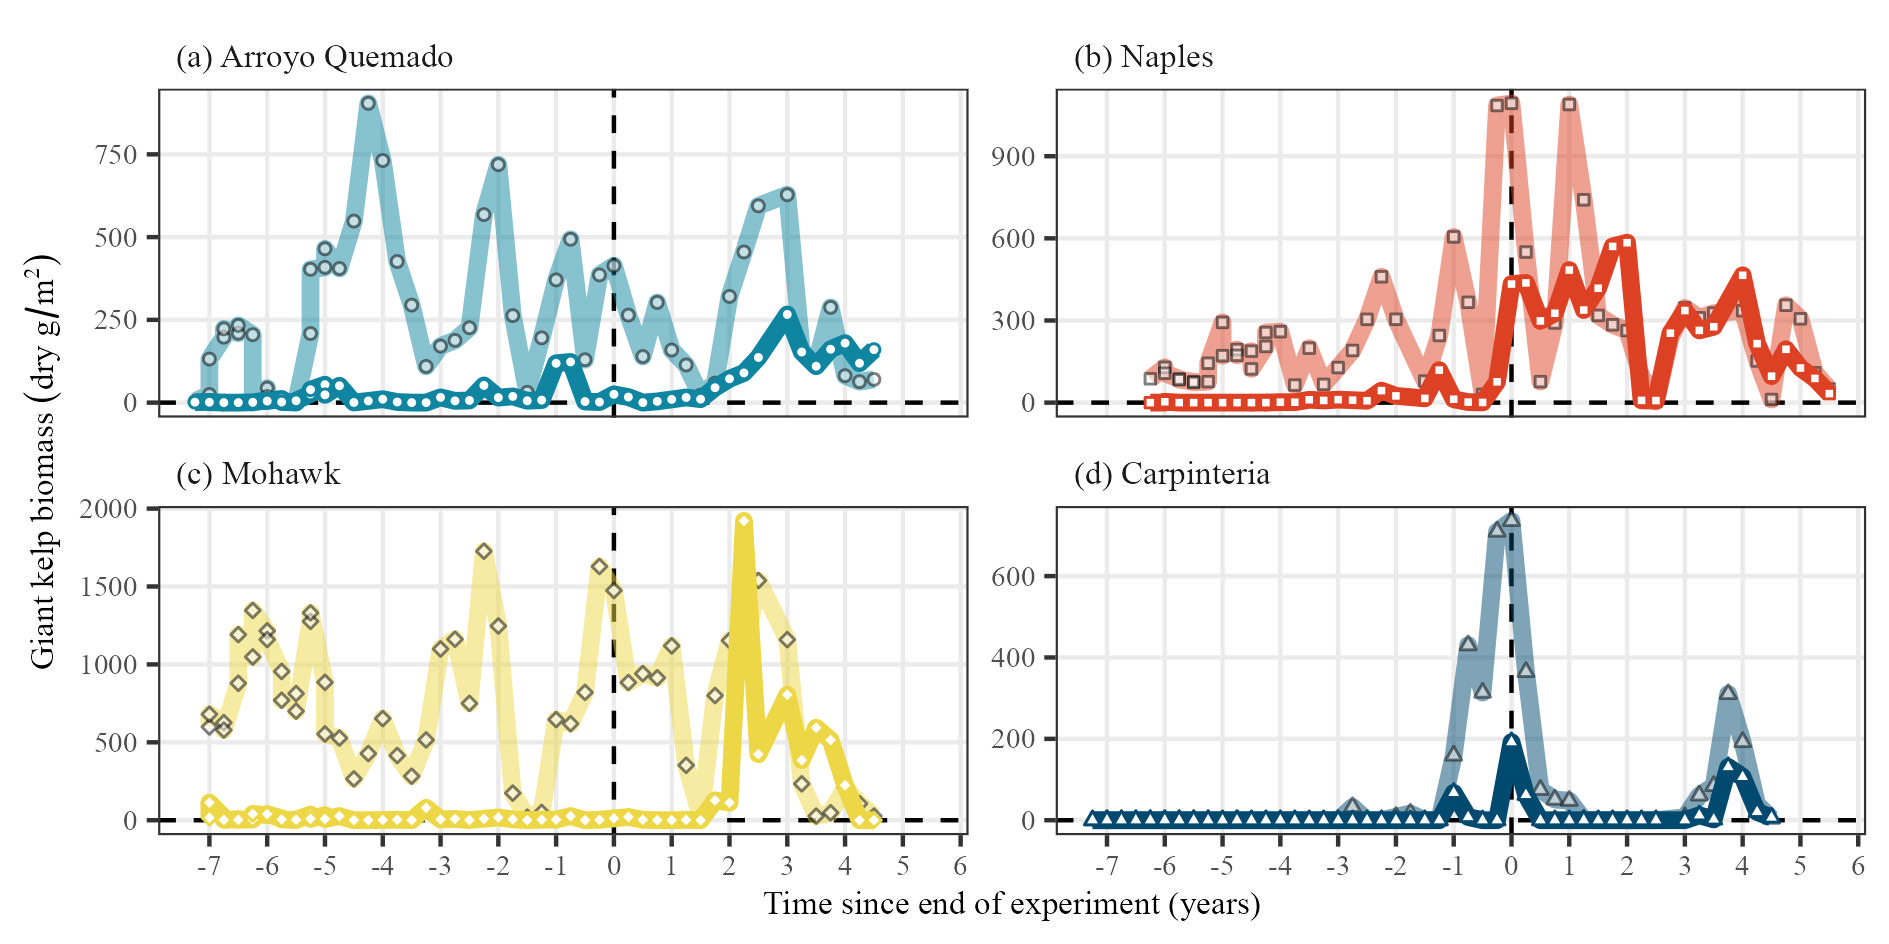 (a) Arroyo Quemado
(b) Naples
750
500
250
0
900
600
300
0
Giant kelp biomass (dry g/m²)
(c) Mohawk
(d) Carpinteria
2000
1500
1000
500
0
600
400
200
0
-7 -6 -5 -4 -3 -2 -1 0 1 2 3 4 5 6
-7 -6 -5 -4 -3 -2 -1 0 1 2 3 4 5 6
Time since end of experiment (years)